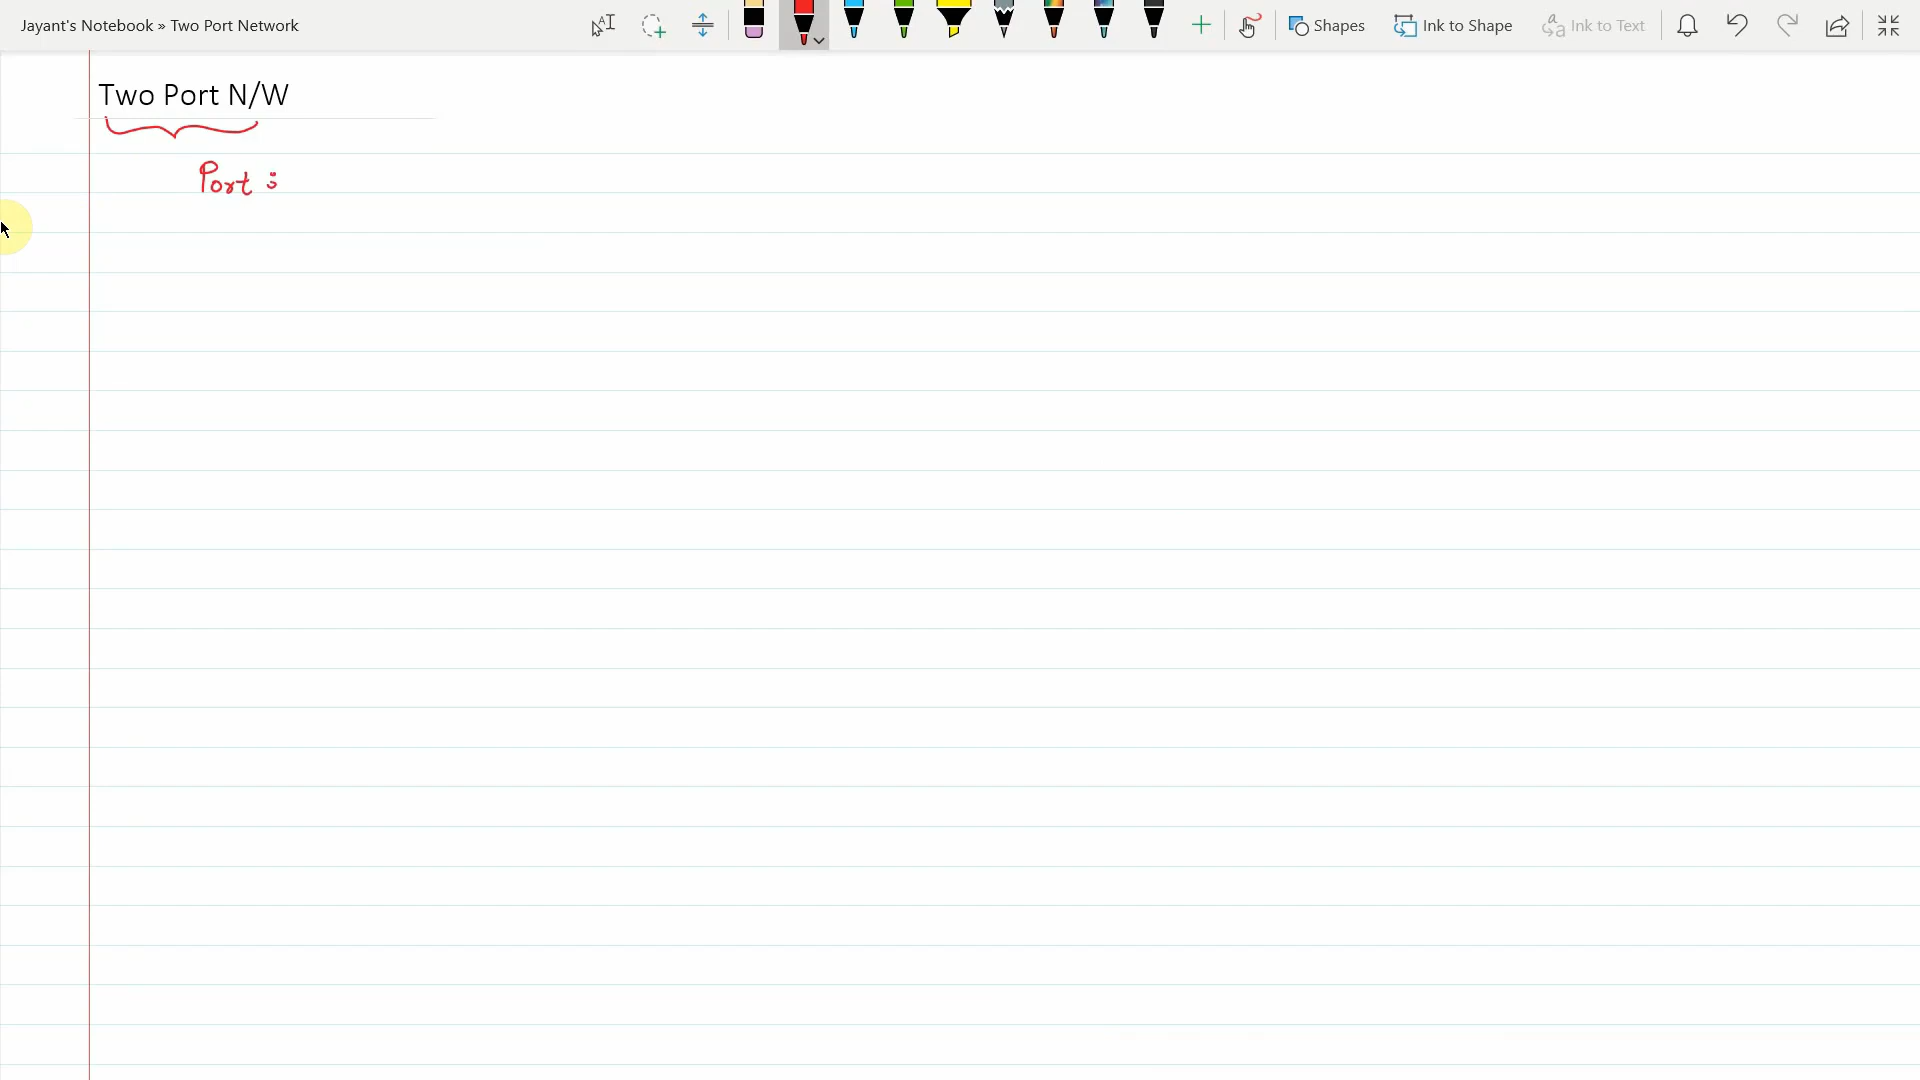 Jayant's Notebook » Two Port Network
Shapes
Ink to Shape
Ink to Text
Two Port N/W
Port :